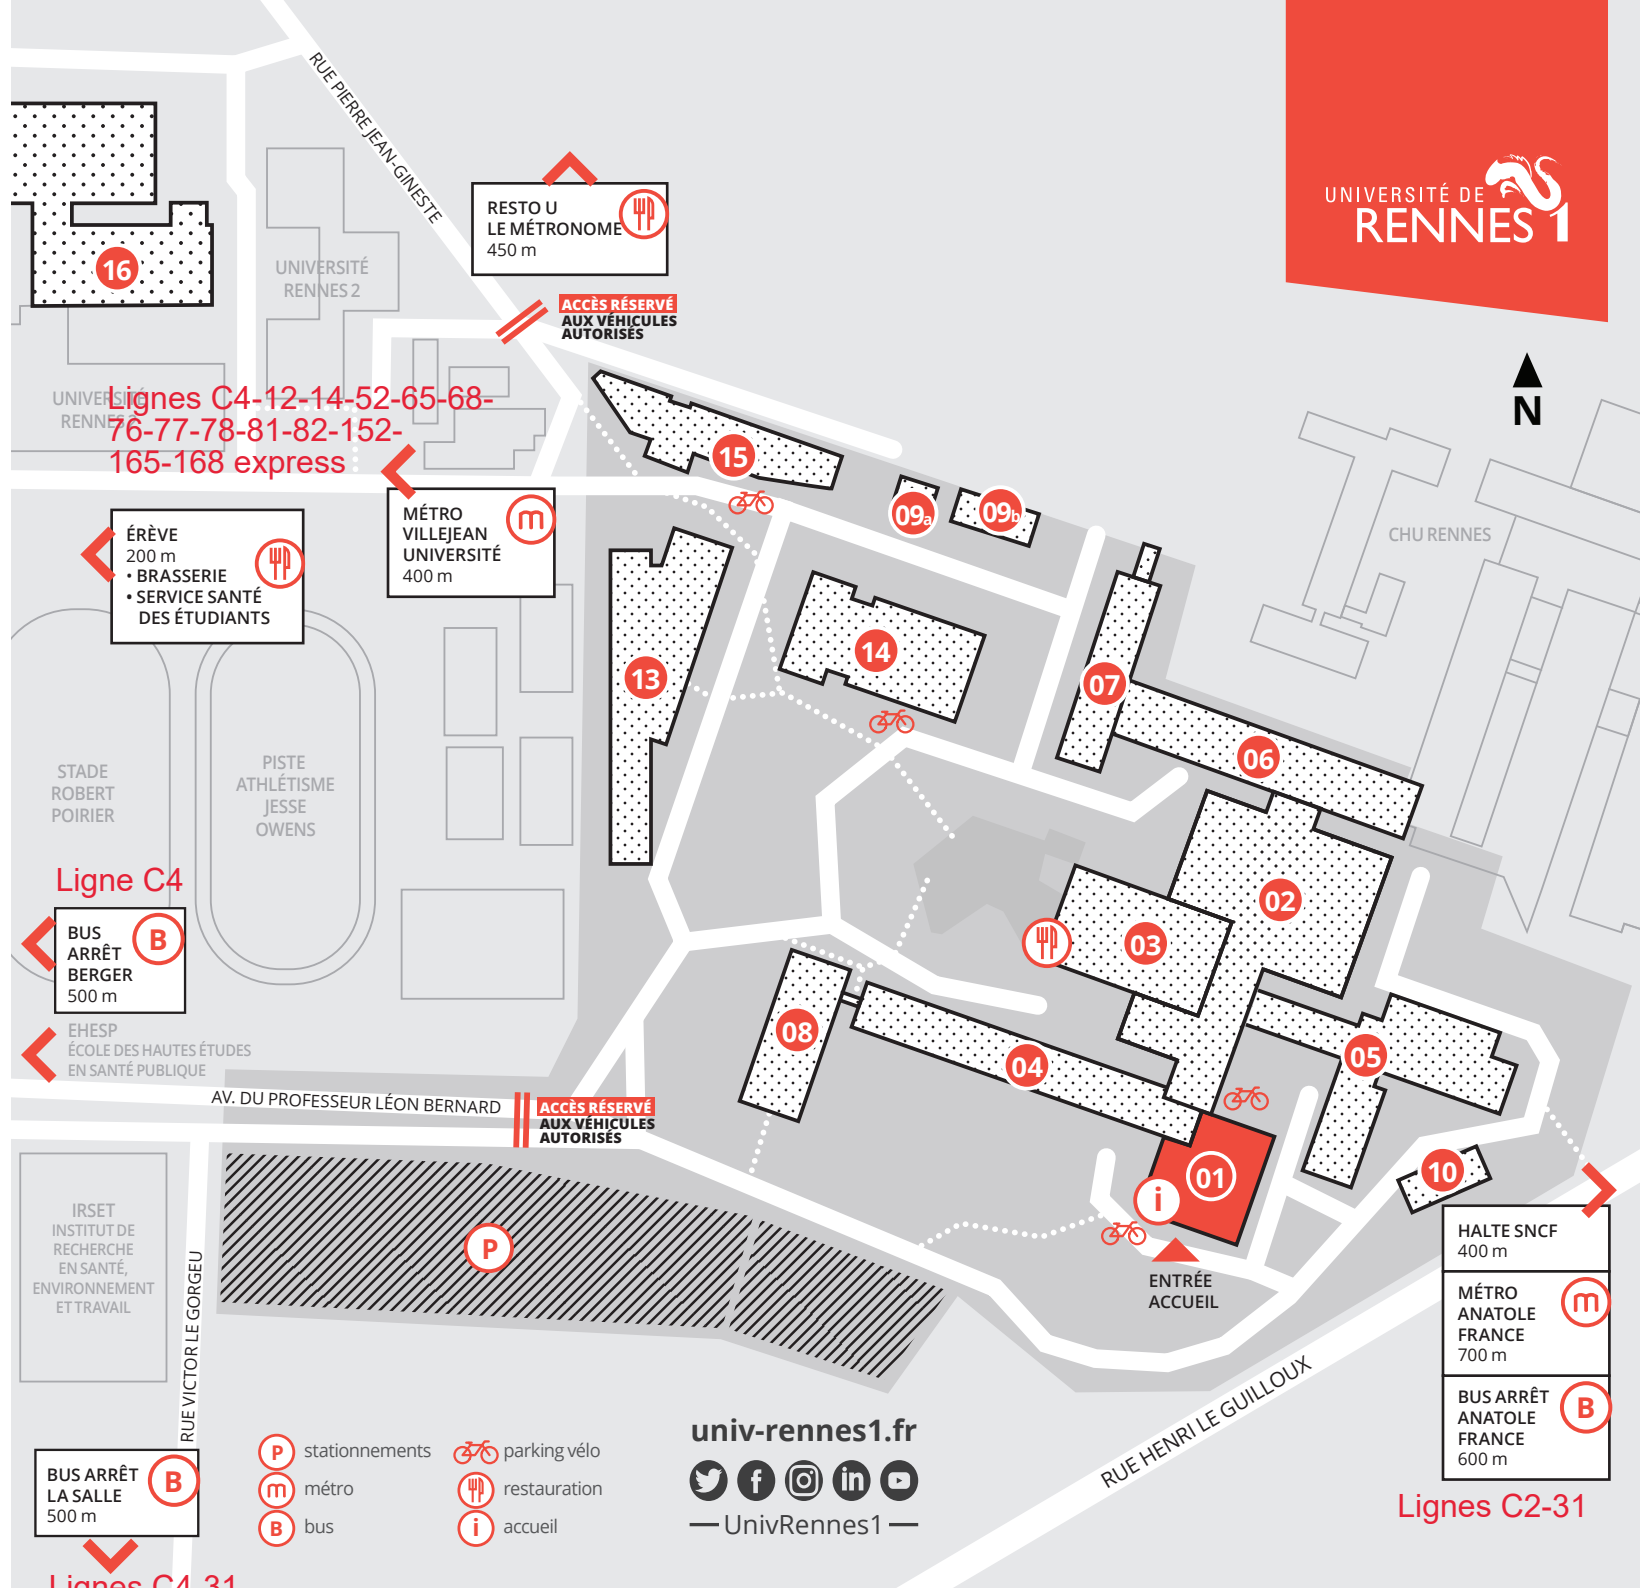 RUE PIERRE JEAN-GINESTE
UNIVERSITÉ DE
RENNES 1
RESTO U
LE MÉTRONOME
450 m
16
UNIVERSITÉ
RENNES 2
ACCÈS RÉSERVÉ
AUX VÉHICULES
AUTORISÉS
UNIVERSITÉ
RENNES 2
Lignes C4-12-14-52-65-68-
76-77-78-81-82-152-
165-168 express
N
15
09a
09b
CHU RENNES
MÉTRO
VILLEJEAN
UNIVERSITÉ
400 m
m
ÉRÈVE
200 m
• BRASSERIE
• SERVICE SANTÉ
DES ÉTUDIANTS
13
14
07
06
STADE
ROBERT
POIRIER
PISTE
ATHLÉTISME
JESSE
OWENS
Ligne C4
BUS
ARRÊT
BERGER
500 m
B
02
03
EHESP
ÉCOLE DES HAUTES ÉTUDES
EN SANTÉ PUBLIQUE
08
04
05
AV. DU PROFESSEUR LÉON BERNARD
ACCÈS RÉSERVÉ
AUX VÉHICULES
AUTORISÉS
01
i
10
IRSET
INSTITUT DE
RECHERCHE
EN SANTÉ,
ENVIRONNEMENT
ET TRAVAIL
P
ENTRÉE
ACCUEIL
HALTE SNCF
400 m
MÉTRO
ANATOLE
FRANCE
700 m
m
BUS ARRÊT
ANATOLE
FRANCE
600 m
B
Lignes C2-31
RUE VICTOR LE GORGEU
RUE HENRI LE GUILLOUX
BUS ARRÊT
LA SALLE
500 m
B
Lignes C4-31
P stationnements
m métro
B bus
parking vélo
restauration
i accueil
univ-rennes1.fr
UnivRennes1